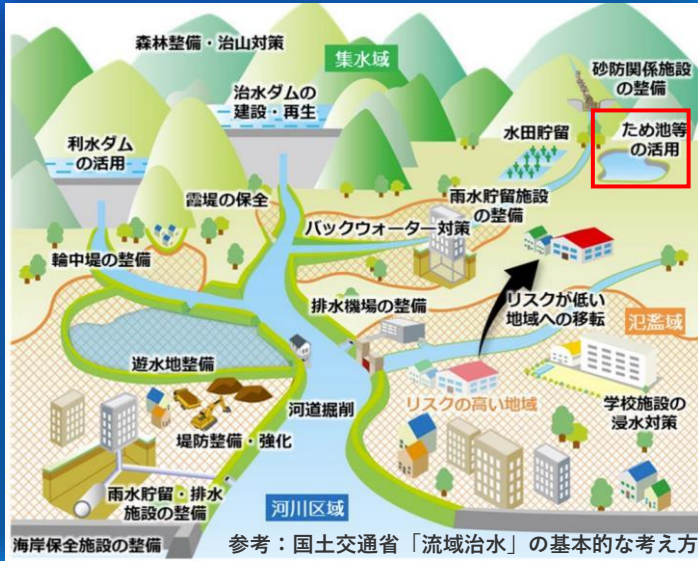 森林整備・治山対策
集水域
砂防関係施設
の整備
治水ダムの
建設・再生
利水ダム
の活用
水田貯留
ため池等
の活用
霞堤の保全
雨水貯留施設
の整備
バックウォーター対策
輪中堤の整備
排水機場の整備
リスクが低い
地域への移転
氾濫域
遊水地整備
リスクの高い地域
学校施設の
浸水対策
河道掘削
堤防整備・強化
雨水貯留・排水
施設の整備
河川区域
海岸保全施設の整備
参考：国土交通省「流域治水」の基本的な考え方